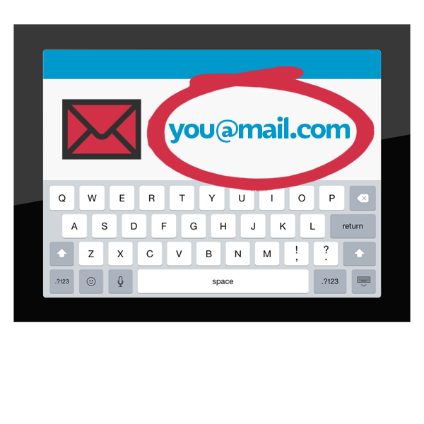 you@mail.com
Q W E R T Y U I O P
A S D F G H J K L return
Z X C V B N M ! , ? .
.?123 space .?123